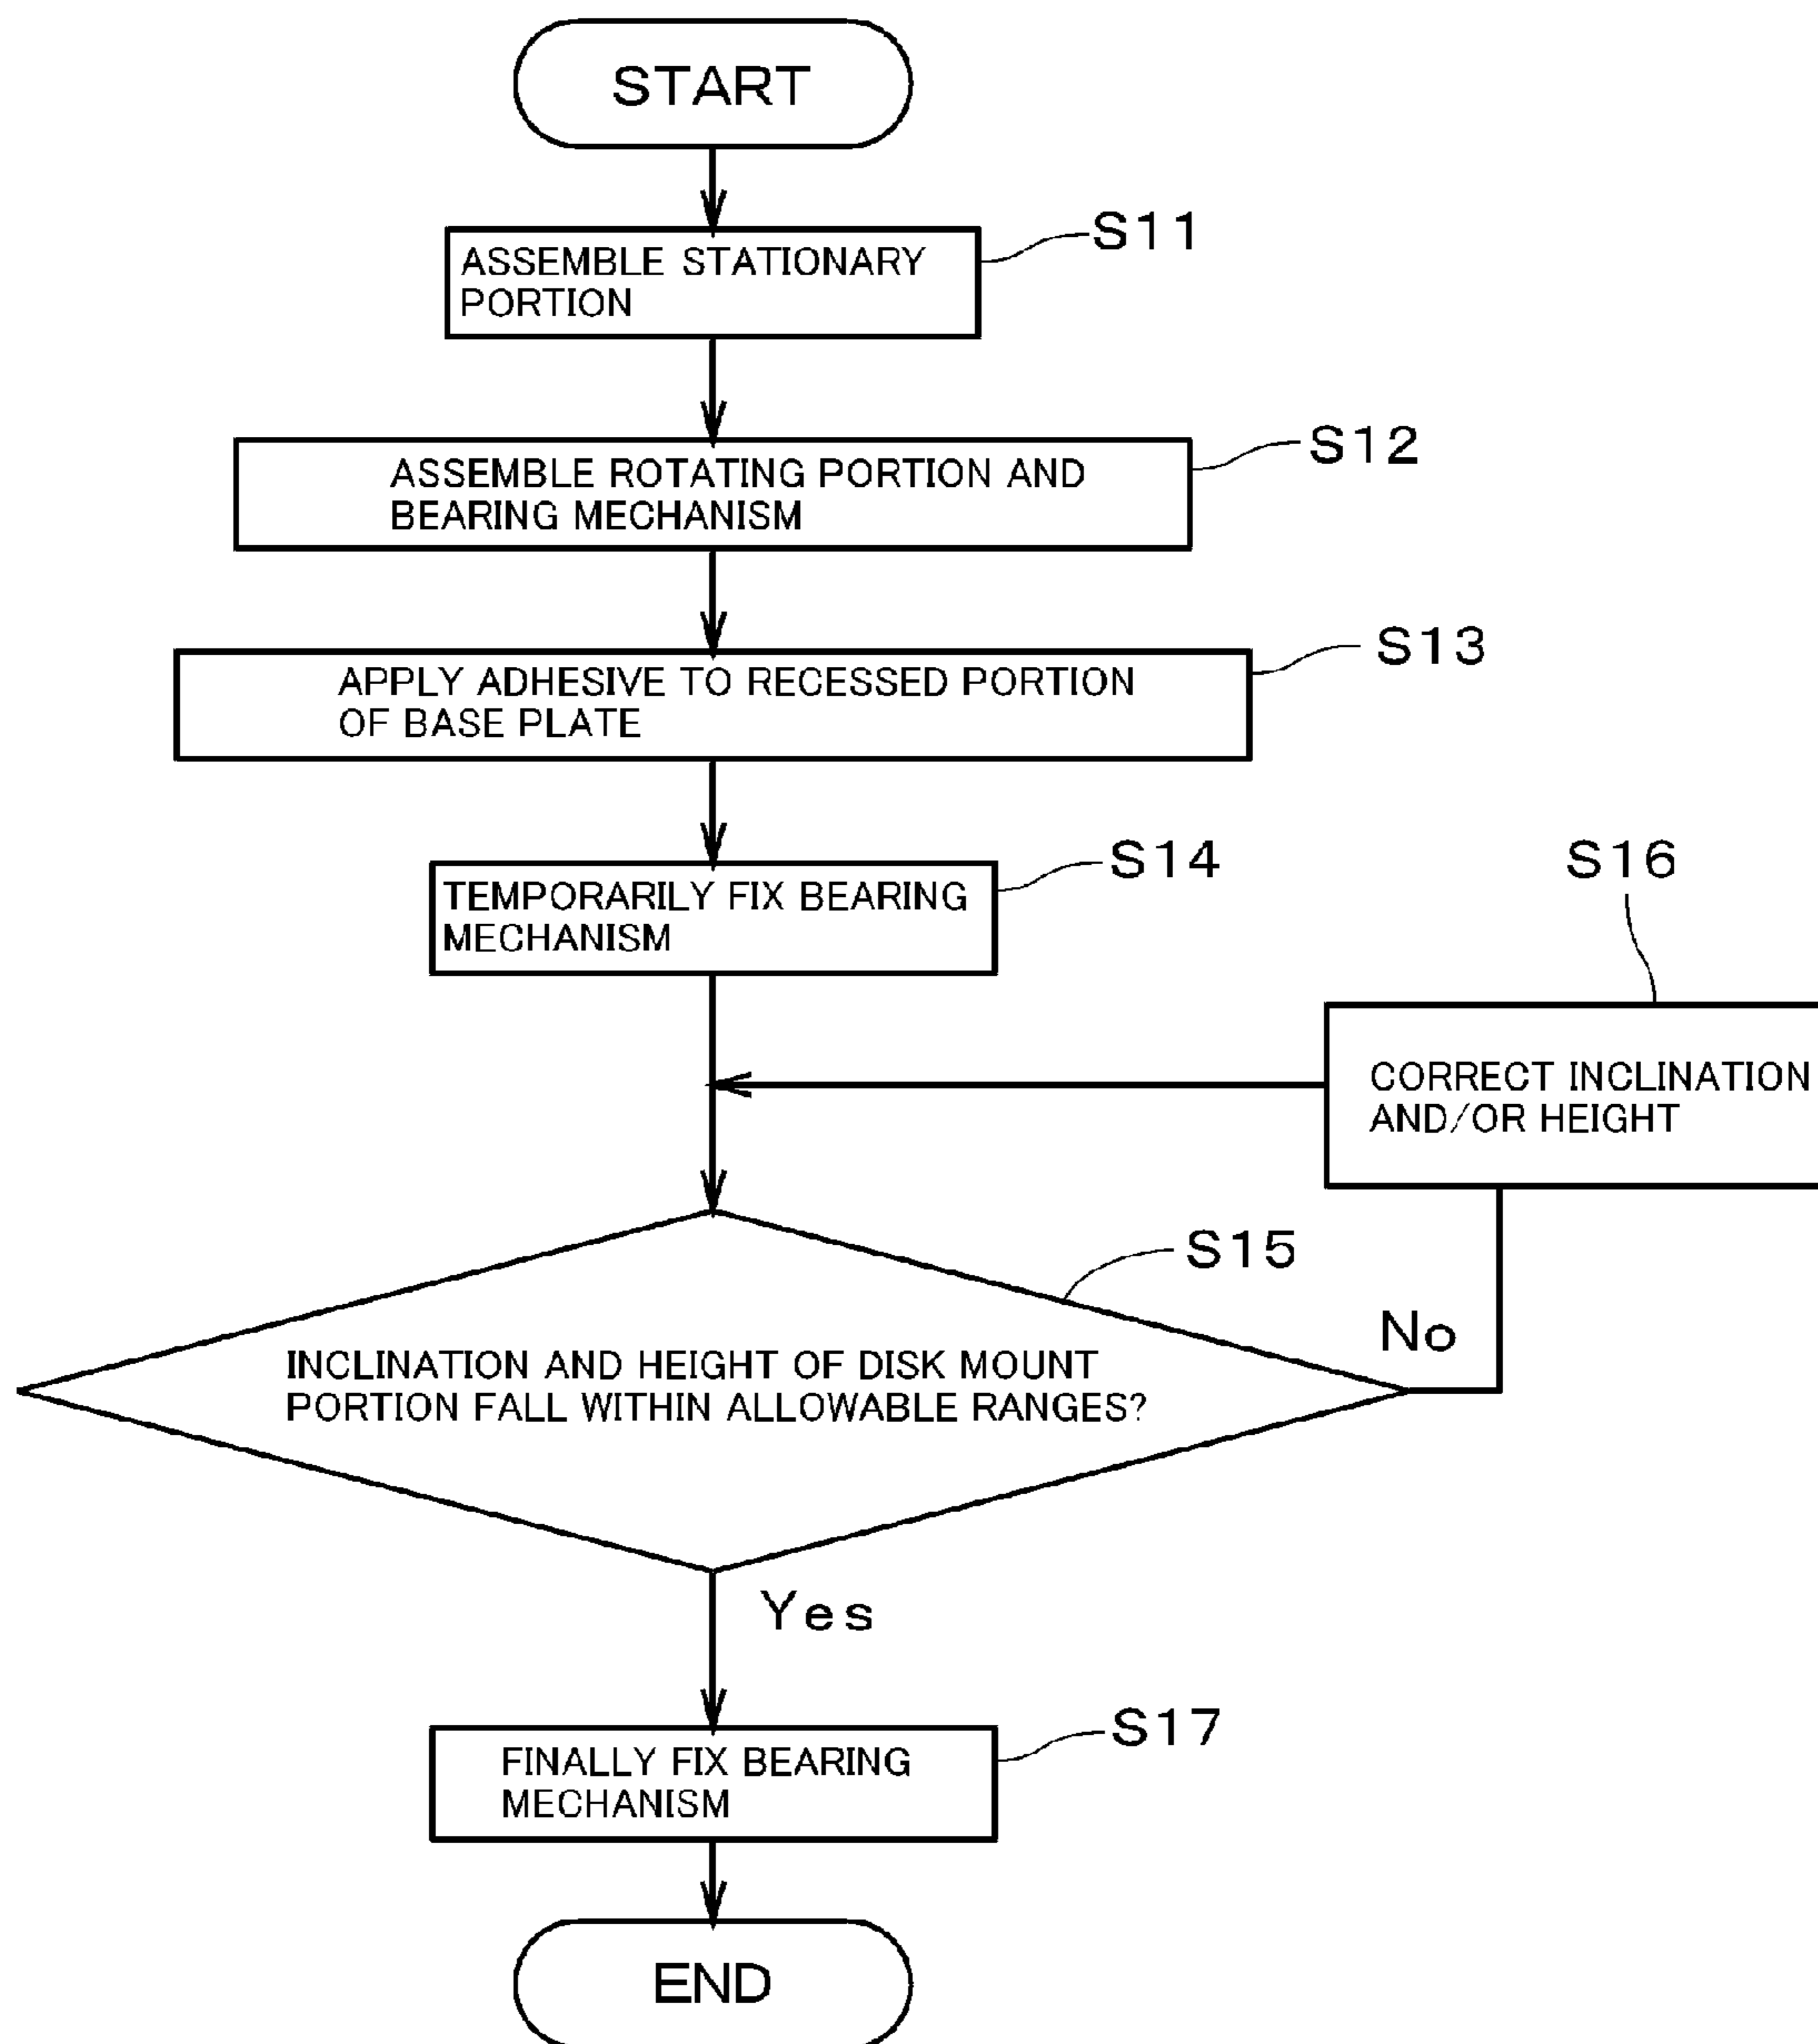 START
S11
ASSEMBLE STATIONARY
PORTION
S12
ASSEMBLE ROTATING PORTION AND
BEARING MECHANISM
S13
APPLY ADHESIVE TO RECESSED PORTION
OF BASE PLATE
S14
TEMPORARILY FIX BEARING
MECHANISM
S16
CORRECT INCLINATION
AND/OR HEIGHT
S15
No
INCLINATION AND HEIGHT OF DISK MOUNT
PORTION FALL WITHIN ALLOWABLE RANGES?
Yes
S17
FINALLY FIX BEARING
MECHANISM
END